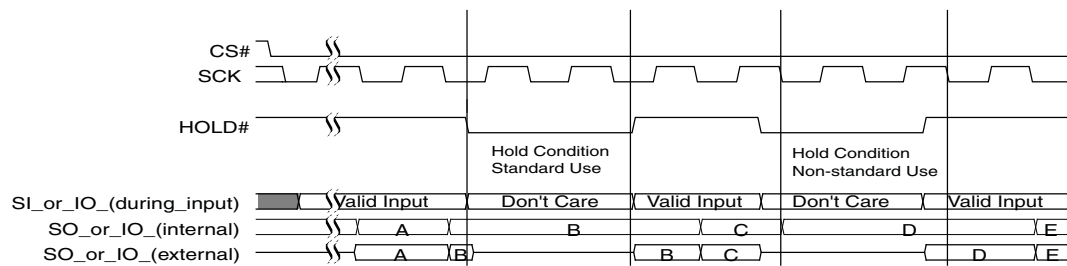 CS#
SCK
HOLD#
Hold Condition
Standard Use
Hold Condition
Non-standard Use
SI_or_IO_(during_input) Valid Input Don't Care Valid Input Don't Care Valid Input
SO_or_IO_(internal) A B C D E
SO_or_IO_(external) A B B C D E